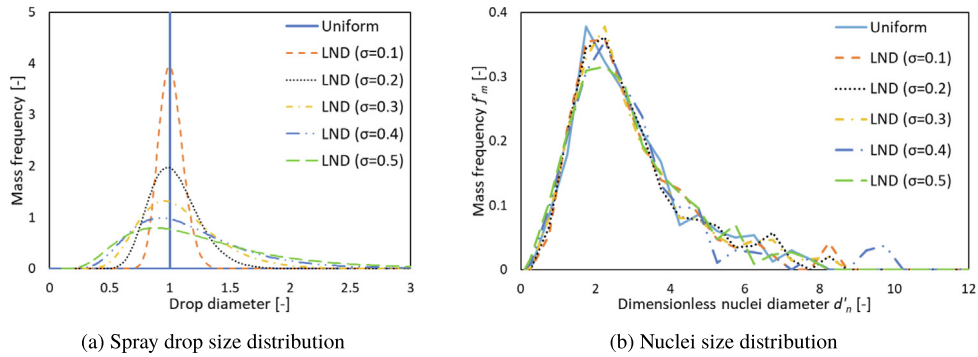 5
4
3
2
1
0
Mass frequency [-]
0
0.5
1
1.5
2
2.5
3
Drop diameter [-]
Uniform
LND (σ=0.1)
LND (σ=0.2)
LND (σ=0.3)
LND (σ=0.4)
LND (σ=0.5)
(a) Spray drop size distribution
0.4
0.3
0.2
0.1
0
Mass frequency f'm [-]
0
2
4
6
8
10
12
Dimensionless nuclei diameter d'n [-]
Uniform
LND (σ=0.1)
LND (σ=0.2)
LND (σ=0.3)
LND (σ=0.4)
LND (σ=0.5)
(b) Nuclei size distribution